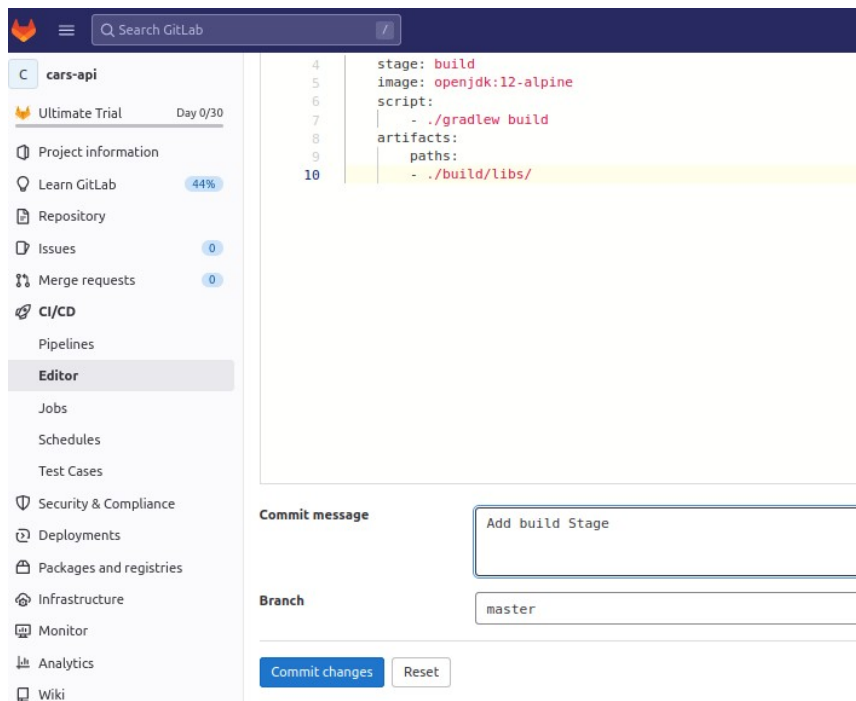 Search GitLab /
C cars-api
Ultimate Trial Day 0/30
Project information
Learn GitLab 44%
Repository
Issues 0
Merge requests 0
CI/CD
Pipelines
Editor
Jobs
Schedules
Test Cases
Security & Compliance
Deployments
Packages and registries
Infrastructure
Monitor
Analytics
Wiki
4 stage: build
5 image: openjdk:12-alpine
6 script:
7 - ./gradlew build
8 artifacts:
9 paths:
10 - ./build/libs/
Commit message
Add build Stage
Branch
master
Commit changes Reset